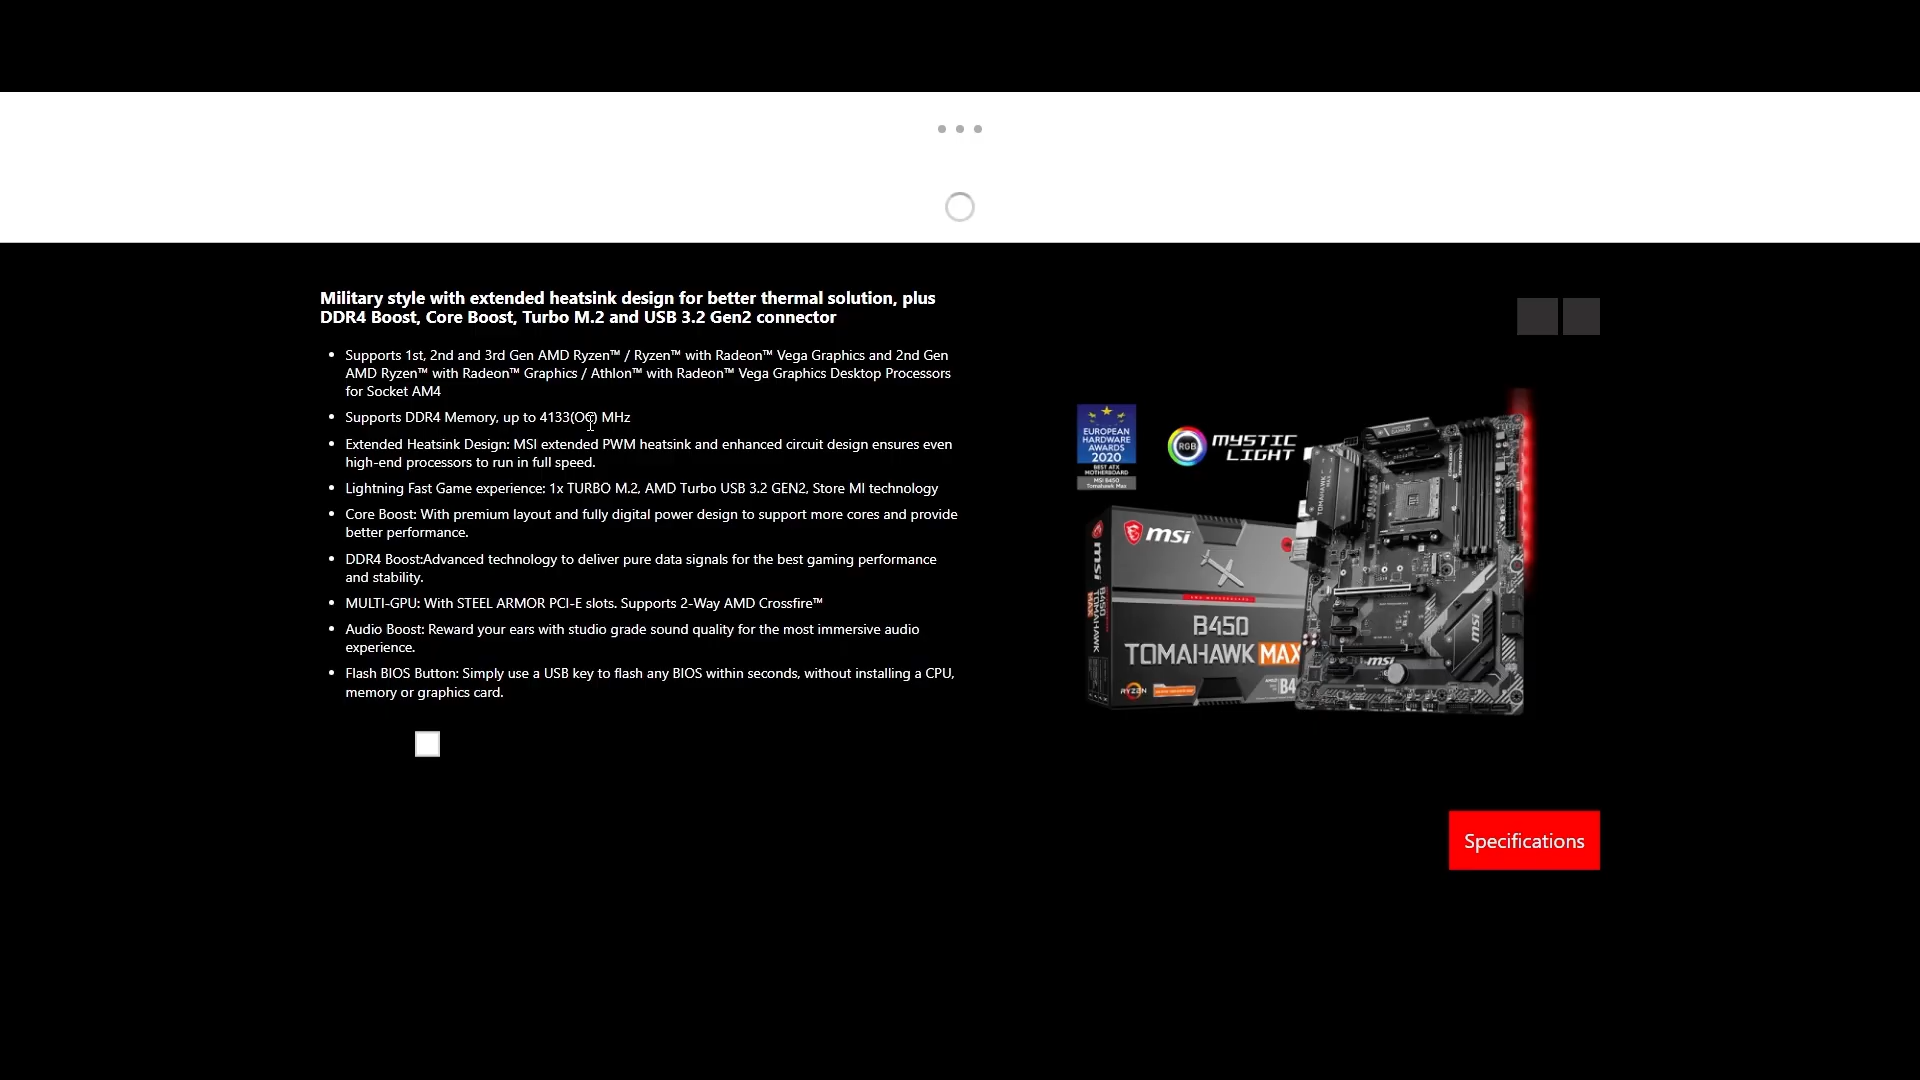 Military style with extended heatsink design for better thermal solution, plus
DDR4 Boost, Core Boost, Turbo M.2 and USB 3.2 Gen2 connector
• Supports 1st, 2nd and 3rd Gen AMD Ryzen™ / Ryzen™ with Radeon™ Vega Graphics and 2nd Gen
AMD Ryzen™ with Radeon™ Graphics / Athlon™ with Radeon™ Vega Graphics Desktop Processors
for Socket AM4
• Supports DDR4 Memory, up to 4133(OC) MHz
• Extended Heatsink Design: MSI extended PWM heatsink and enhanced circuit design ensures even
high-end processors to run in full speed.
• Lightning Fast Game experience: 1x TURBO M.2, AMD Turbo USB 3.2 GEN2, Store MI technology
• Core Boost: With premium layout and fully digital power design to support more cores and provide
better performance.
• DDR4 Boost:Advanced technology to deliver pure data signals for the best gaming performance
and stability.
• MULTI-GPU: With STEEL ARMOR PCI-E slots. Supports 2-Way AMD Crossfire™
• Audio Boost: Reward your ears with studio grade sound quality for the most immersive audio
experience.
• Flash BIOS Button: Simply use a USB key to flash any BIOS within seconds, without installing a CPU,
memory or graphics card.
EUROPEAN
HARDWARE
AWARDS
2020
BEST ATX
MOTHERBOARD
MSI B450
Tomahawk Max
RGB
MYSTIC
LIGHT
msi
B450
TOMAHAWK MAX
RYZEN
B4
msi
B450
TOMAHAWK
MAX
TOMAHAWK
MAX
msi
msi
Specifications